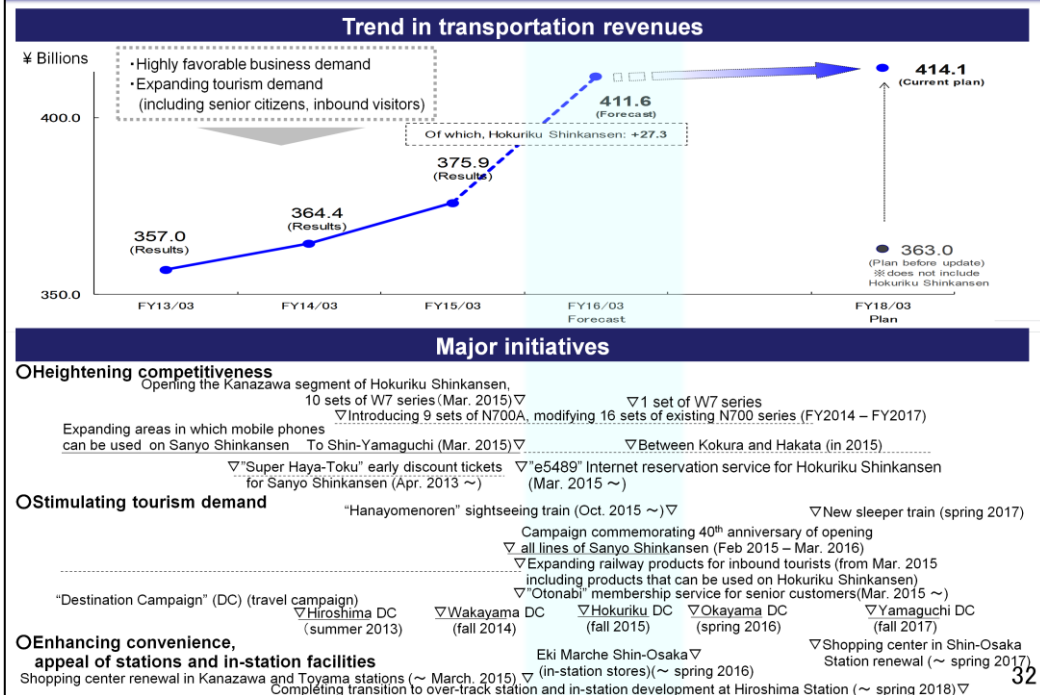 Trend in transportation revenues
¥ Billions
・Highly favorable business demand
・Expanding tourism demand
(including senior citizens, inbound visitors)
400.0
350.0
357.0
(Results)
364.4
(Results)
375.9
(Results)
Of which, Hokuriku Shinkansen: +27.3
411.6
(Forecast)
414.1
(Current plan)
363.0
(Plan before update)
※does not include
Hokuriku Shinkansen
FY13/03
FY14/03
FY15/03
FY16/03
Forecast
FY18/03
Plan
Major initiatives
○Heightening competitiveness
Opening the Kanazawa segment of Hokuriku Shinkansen,
10 sets of W7 series(Mar. 2015)▽
▽1 set of W7 series
▽Introducing 9 sets of N700A, modifying 16 sets of existing N700 series (FY2014 – FY2017)
Expanding areas in which mobile phones
can be used on Sanyo Shinkansen To Shin-Yamaguchi (Mar. 2015)▽
▽Between Kokura and Hakata (in 2015)
▽"Super Haya-Toku" early discount tickets
for Sanyo Shinkansen (Apr. 2013 ～)
▽"e5489" Internet reservation service for Hokuriku Shinkansen
(Mar. 2015 ～)
○Stimulating tourism demand
"Hanayomenoren" sightseeing train (Oct. 2015 ～)▽
▽New sleeper train (spring 2017)
Campaign commemorating 40th anniversary of opening
▽ all lines of Sanyo Shinkansen (Feb 2015 – Mar. 2016)
▽Expanding railway products for inbound tourists (from Mar. 2015
including products that can be used on Hokuriku Shinkansen)
▽"Otonabi" membership service for senior customers(Mar. 2015 ～)
"Destination Campaign" (DC) (travel campaign)
▽Hiroshima DC
(summer 2013)
▽Wakayama DC
(fall 2014)
▽Hokuriku DC
(fall 2015)
▽Okayama DC
(spring 2016)
▽Yamaguchi DC
(fall 2017)
○Enhancing convenience,
appeal of stations and in-station facilities
Eki Marche Shin-Osaka▽
(in-station stores)(～ spring 2016)
▽Shopping center in Shin-Osaka
Station renewal (～ spring 2017)
Shopping center renewal in Kanazawa and Toyama stations (～ March. 2015) ▽
Completing transition to over-track station and in-station development at Hiroshima Station (～ spring 2018)▽
32